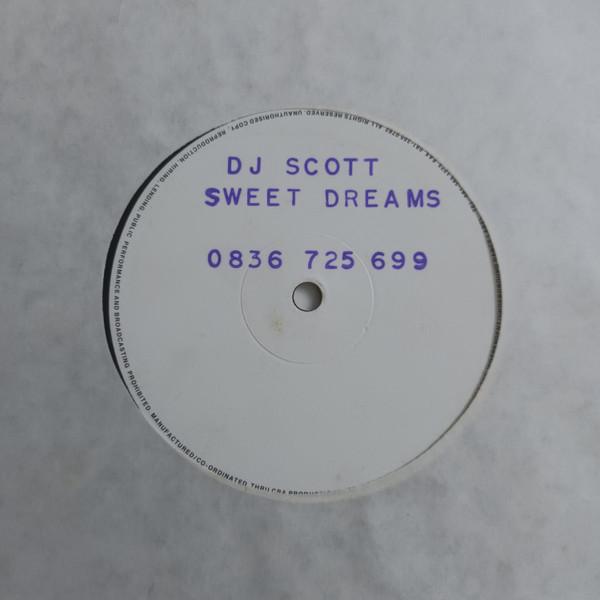 DJ SCOTT
SWEET DREAMS
0836 725 699
ALL RIGHTS RESERVED. UNAUTHORISED COPY, REPRODUCTION, HIRING, LENDING, PUBLIC PERFORMANCE AND BROADCASTING PROHIBITED. MANUFACTURED/CO-ORDINATED THRU